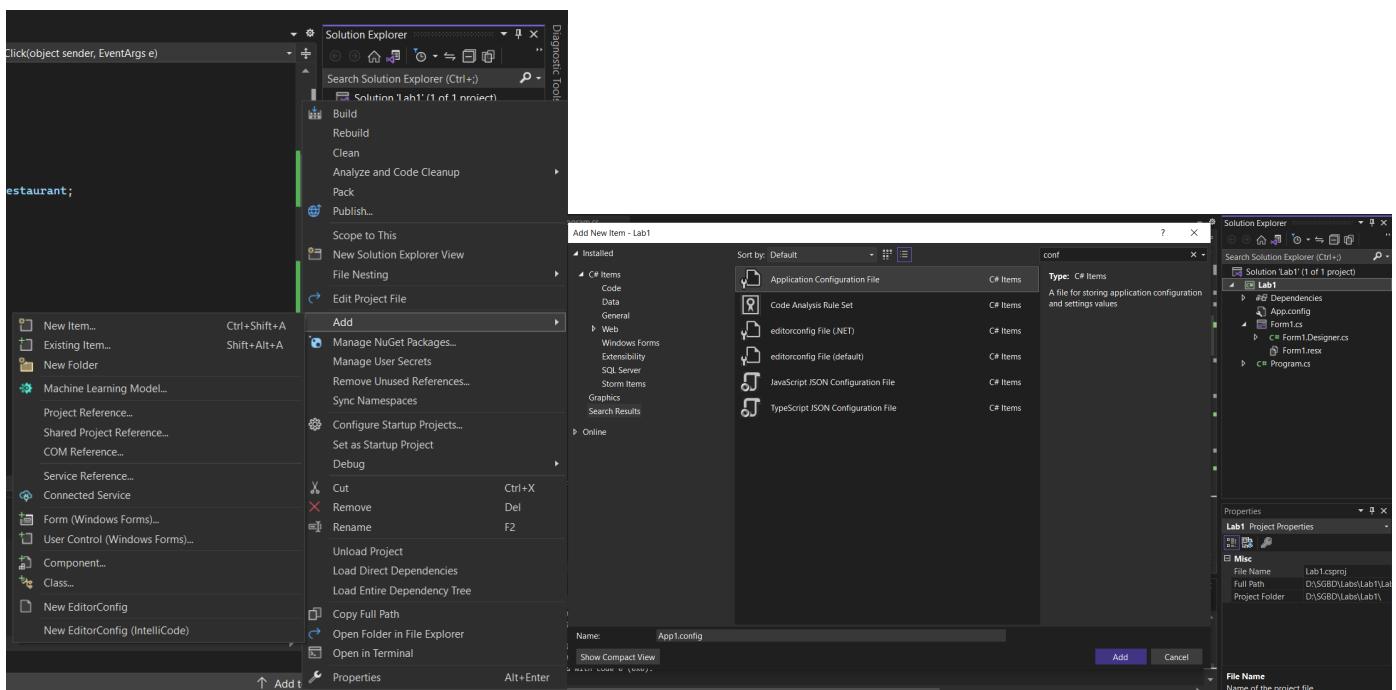 Click(object sender, EventArgs e)
estaurant;
Solution Explorer
Search Solution Explorer (Ctrl+;)
Solution 'Lab1' (1 of 1 project)
Diagnostic Tools
Build
Rebuild
Clean
Analyze and Code Cleanup
Pack
Publish...
Scope to This
New Solution Explorer View
File Nesting
Edit Project File
Add
Manage NuGet Packages...
Manage User Secrets
Remove Unused References...
Sync Namespaces
Configure Startup Projects...
Set as Startup Project
Debug
Cut Ctrl+X
Remove Del
Rename F2
Unload Project
Load Direct Dependencies
Load Entire Dependency Tree
Copy Full Path
Open Folder in File Explorer
Open in Terminal
Properties Alt+Enter
New Item... Ctrl+Shift+A
Existing Item... Shift+Alt+A
New Folder
Machine Learning Model...
Project Reference...
Shared Project Reference...
COM Reference...
Service Reference...
Connected Service
Form (Windows Forms)...
User Control (Windows Forms)...
Component...
Class...
New EditorConfig
New EditorConfig (IntelliCode)
Add t
Add New Item - Lab1
Installed
C# Items
Code
Data
General
Web
Windows Forms
Extensibility
SQL Server
Storm Items
Graphics
Search Results
Online
Sort by: Default
Application Configuration File C# Items
Code Analysis Rule Set C# Items
editorconfig File (.NET) C# Items
editorconfig File (default) C# Items
JavaScript JSON Configuration File C# Items
TypeScript JSON Configuration File C# Items
conf
Type: C# Items
A file for storing application configuration
and settings values
Name: App1.config
Show Compact View
Add Cancel
Solution Explorer
Search Solution Explorer (Ctrl+;)
Solution 'Lab1' (1 of 1 project)
Lab1
Dependencies
App.config
Form1.cs
C# Form1.Designer.cs
Form1.resx
C# Program.cs
Properties
Lab1 Project Properties
Misc
File Name Lab1.csproj
Full Path D:\SGBD\Labs\Lab1\Lab
Project Folder D:\SGBD\Labs\Lab1\
File Name
Name of the project file.